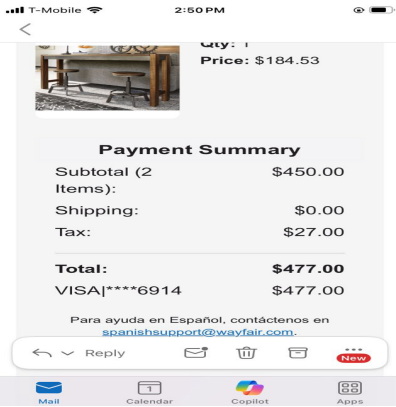 T-Mobile 2:50 PM
Qty: 1
Price: $184.53
Payment Summary
Subtotal (2 $450.00
Items):
Shipping: $0.00
Tax: $27.00
Total: $477.00
VISA|****6914 $477.00
Para ayuda en Español, contáctenos en
spanishsupport@wayfair.com.
Reply
New
1
Mail Calendar Copilot Apps